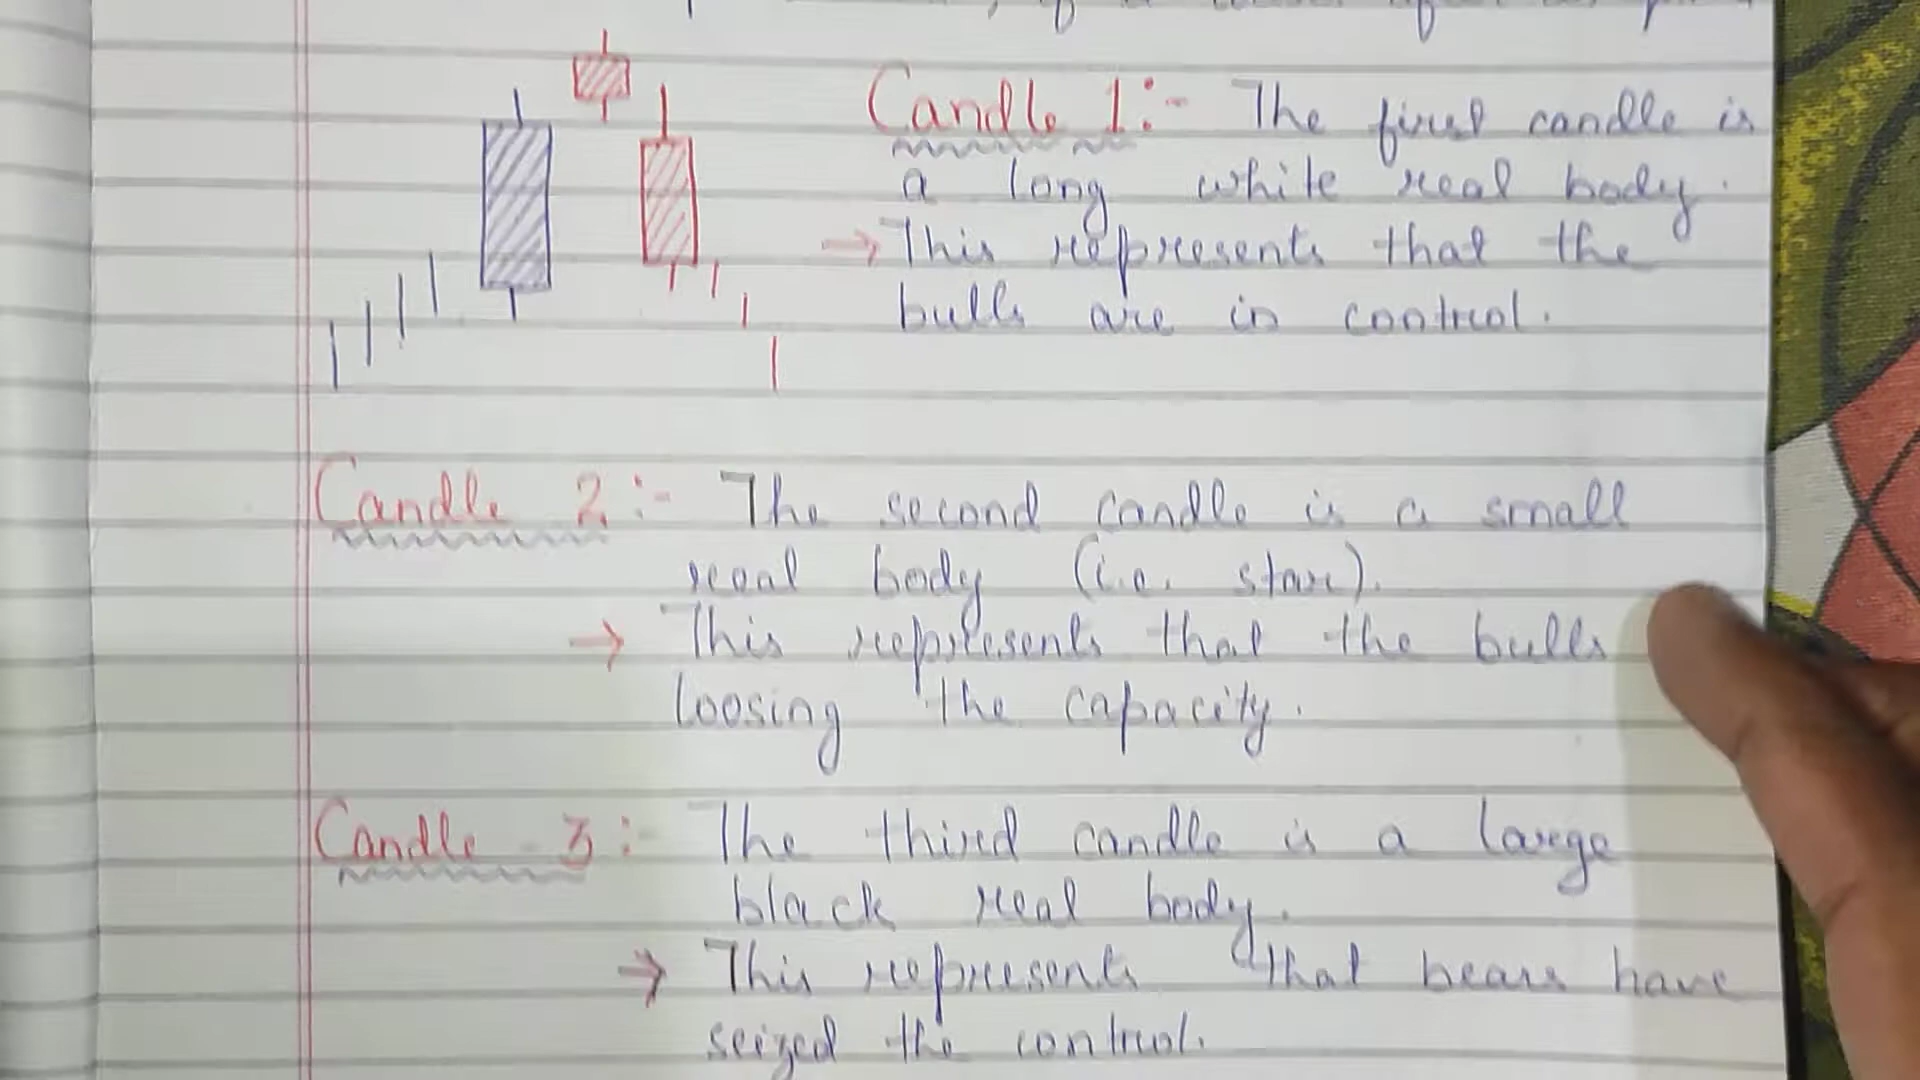 Candle 1:- The first candle is
a long white real body.
→ This represents that the
bulls are in control.
Candle 2:- The second candle is a small
real body (i.e. star).
→ This represents that the bulls
loosing the capacity.
Candle 3:- The third candle is a large
black real body.
→ This represents that bears have
seized the control.